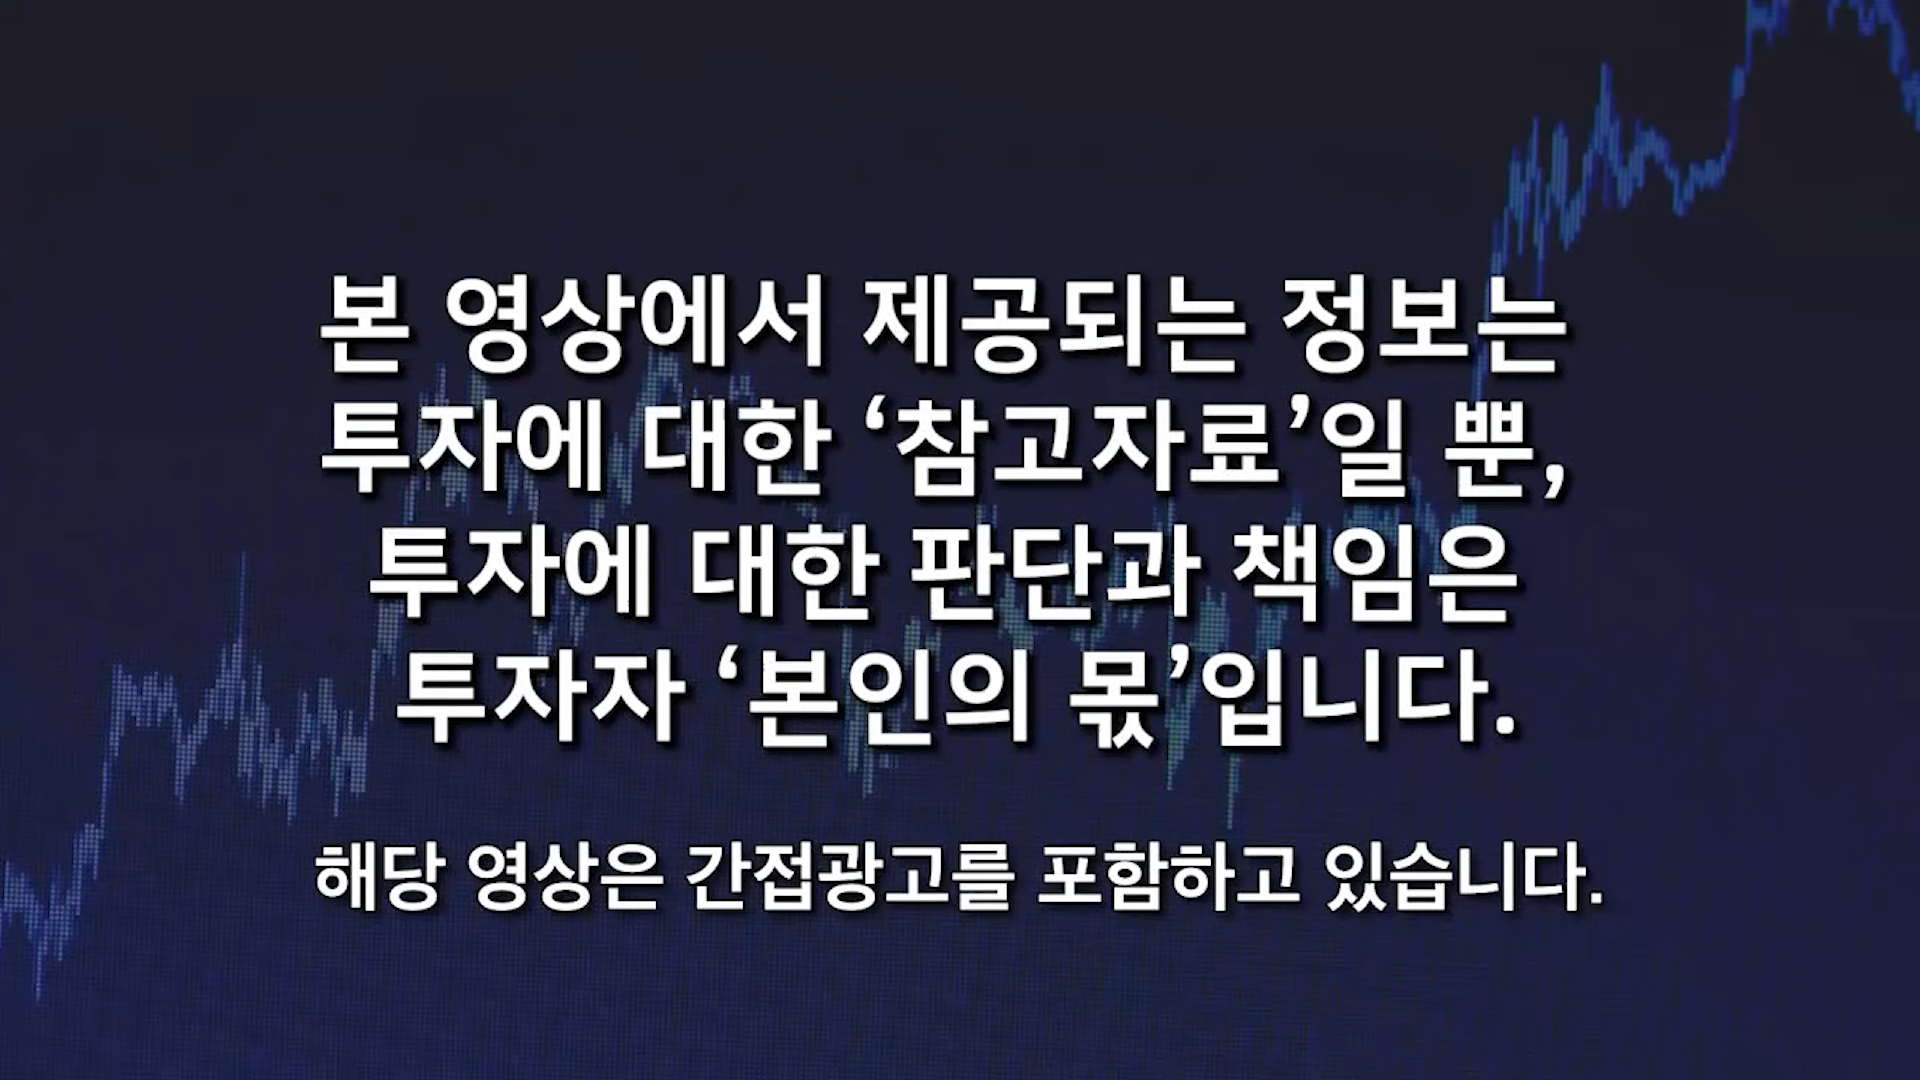 본 영상에서 제공되는 정보는
투자에 대한 ‘참고자료’일 뿐,
투자에 대한 판단과 책임은
투자자 ‘본인의 몫’입니다.
해당 영상은 간접광고를 포함하고 있습니다.